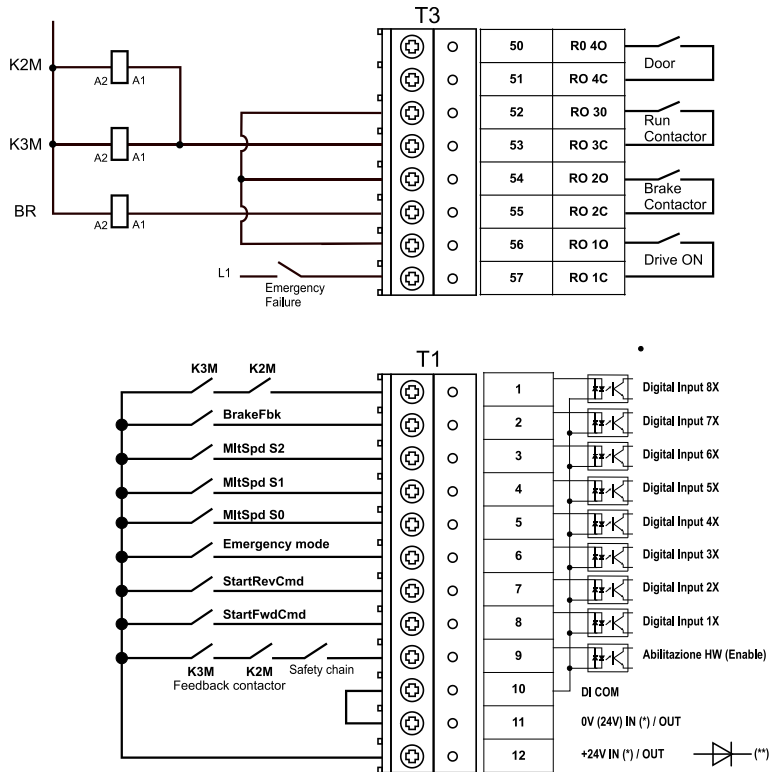 T3
50 R0 4O
Door
51 RO 4C
K2M
A2 A1
52 RO 30
Run
Contactor
53 RO 3C
K3M
A2 A1
54 RO 2O
Brake
Contactor
55 RO 2C
BR
A2 A1
56 RO 1O
Drive ON
57 RO 1C
L1
Emergency
Failure
T1
K3M K2M
1 Digital Input 8X
BrakeFbk
2 Digital Input 7X
MltSpd S2
3 Digital Input 6X
MltSpd S1
4 Digital Input 5X
MltSpd S0
5 Digital Input 4X
Emergency mode
6 Digital Input 3X
StartRevCmd
7 Digital Input 2X
StartFwdCmd
8 Digital Input 1X
9 Abilitazione HW (Enable)
K3M K2M Safety chain
Feedback contactor
10 DI COM
11 0V (24V) IN (*) / OUT
12 +24V IN (*) / OUT (**)